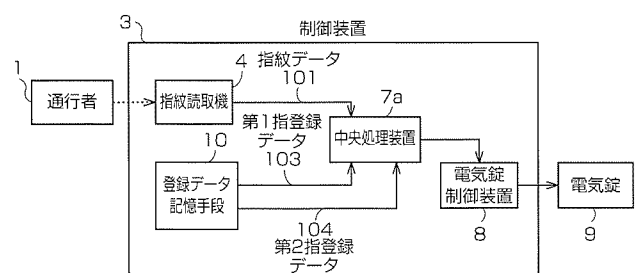 制御装置
3
4 指紋データ
101
1
通行者
指紋読取機
7a
中央処理装置
第1指登録
データ
103
10
登録データ
記憶手段
104
第2指登録
データ
電気錠
制御装置
8
電気錠
9